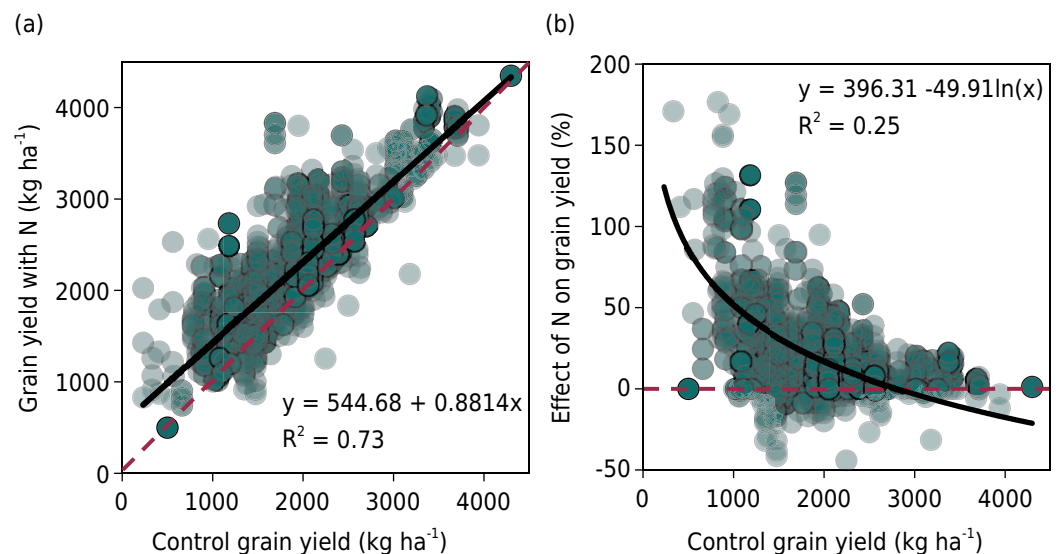 (a)
(b)
Grain yield with N (kg ha⁻¹)
4000
3000
2000
1000
0
y = 544.68 + 0.8814x
R² = 0.73
0 1000 2000 3000 4000
Control grain yield (kg ha⁻¹)
Effect of N on grain yield (%)
200
150
100
50
0
-50
y = 396.31 -49.91ln(x)
R² = 0.25
0 1000 2000 3000 4000
Control grain yield (kg ha⁻¹)